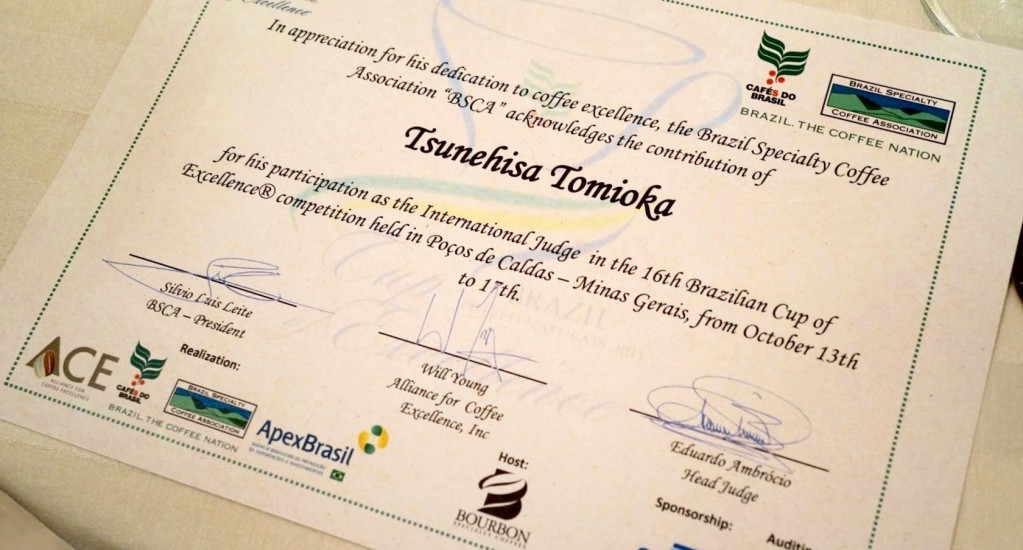 Excellence
In appreciation for his dedication to coffee excellence, the Brazil Specialty Coffee
Association "BSCA" acknowledges the contribution of
Tsunehisa Tomioka
for his participation as the International Judge in the 16th Brazilian Cup of
Excellence® competition held in Poços de Caldas – Minas Gerais, from October 13th
to 17th.
CAFÉS DO
BRASIL
BRAZIL. THE COFFEE NATION
BRAZIL SPECIALTY
COFFEE ASSOCIATION
Silvio Luis Leite
BSCA – President
Will Young
Alliance for Coffee
Excellence, Inc
Eduardo Ambrócio
Head Judge
Realization:
ACE
ALLIANCE FOR
COFFEE EXCELLENCE
CAFÉS DO
BRASIL
BRAZIL. THE COFFEE NATION
BRAZIL SPECIALTY
COFFEE ASSOCIATION
ApexBrasil
Host:
BOURBON
SPECIALTY COFFEES
Sponsorship:
Auditin